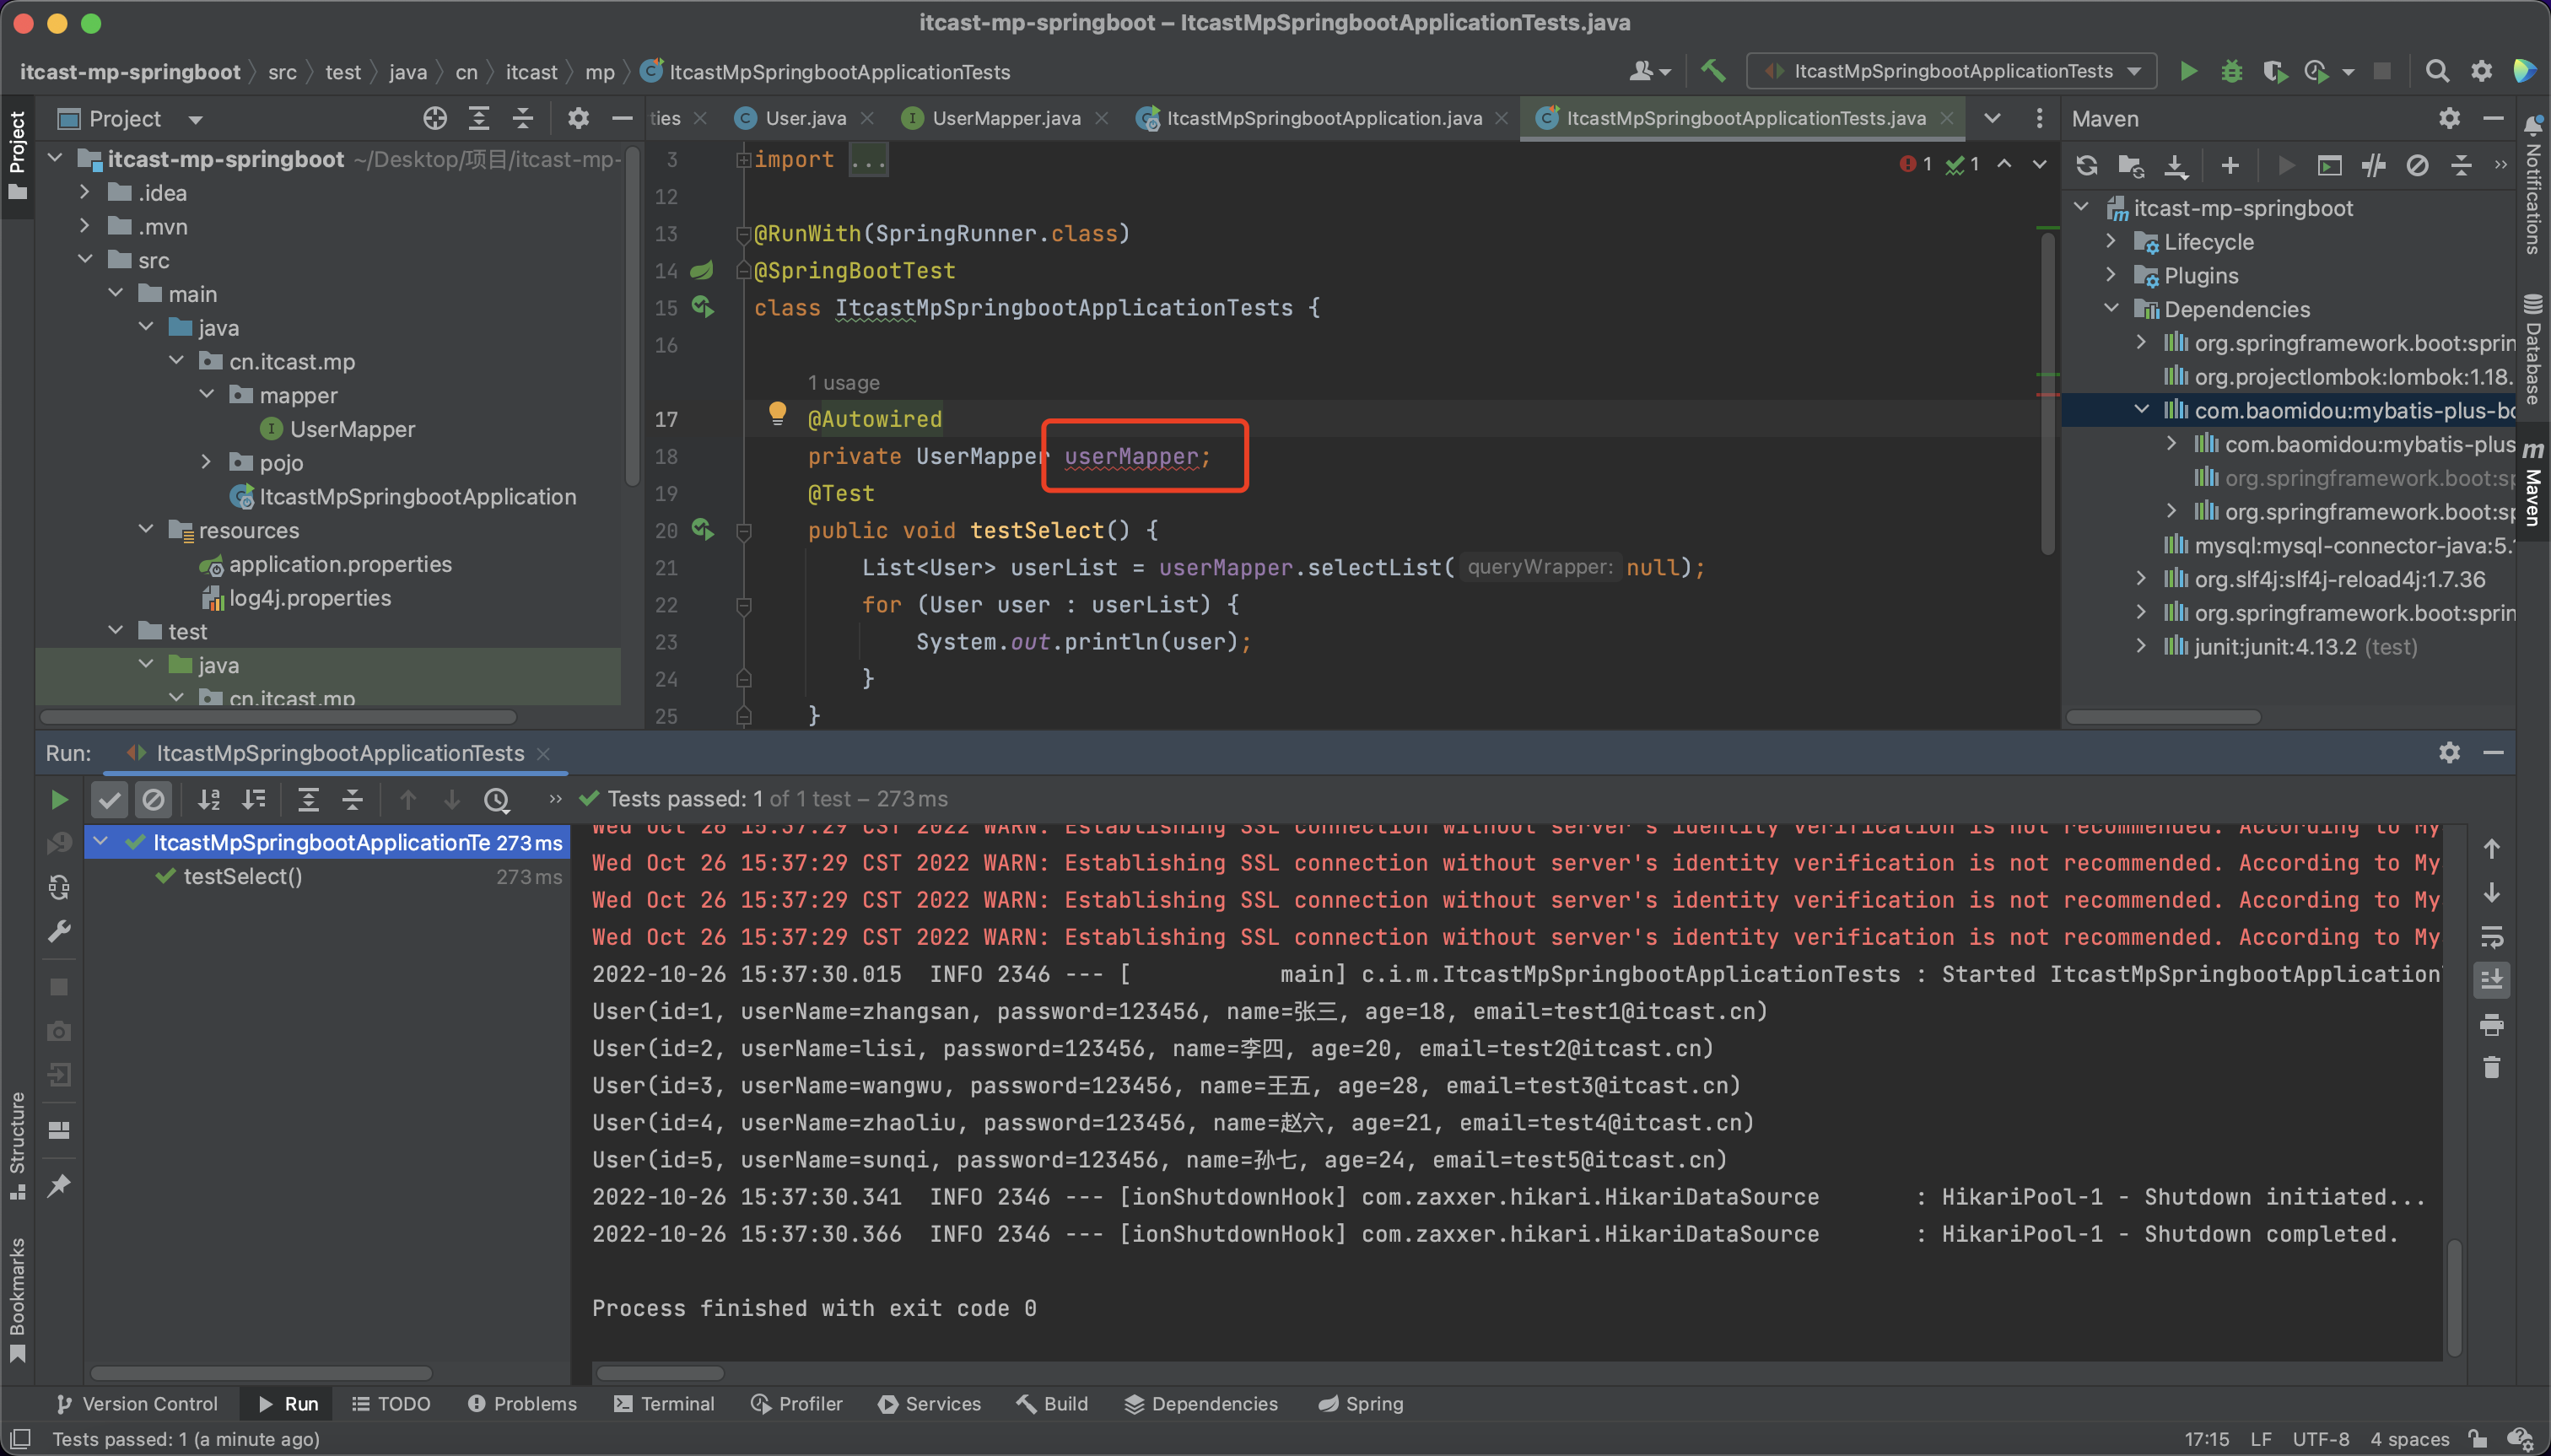 itcast-mp-springboot – ItcastMpSpringbootApplicationTests.java
itcast-mp-springboot src test java cn itcast mp ItcastMpSpringbootApplicationTests
ItcastMpSpringbootApplicationTests
Project
Project
itcast-mp-springboot ~/Desktop/项目/itcast-mp-
.idea
.mvn
src
main
java
cn.itcast.mp
mapper
UserMapper
pojo
ItcastMpSpringbootApplication
resources
application.properties
log4j.properties
test
java
cn.itcast.mp
ties User.java UserMapper.java ItcastMpSpringbootApplication.java ItcastMpSpringbootApplicationTests.java
1 1
3 import ...
12
13 @RunWith(SpringRunner.class)
14 @SpringBootTest
15 class ItcastMpSpringbootApplicationTests {
16
1 usage
17 @Autowired
18 private UserMapper userMapper;
19 @Test
20 public void testSelect() {
21 List<User> userList = userMapper.selectList( queryWrapper: null);
22 for (User user : userList) {
23 System.out.println(user);
24 }
25 }
Maven
itcast-mp-springboot
Lifecycle
Plugins
Dependencies
org.springframework.boot:sprin
org.projectlombok:lombok:1.18.
com.baomidou:mybatis-plus-bo
com.baomidou:mybatis-plus
org.springframework.boot:sp
org.springframework.boot:sp
mysql:mysql-connector-java:5.
org.slf4j:slf4j-reload4j:1.7.36
org.springframework.boot:sprin
junit:junit:4.13.2 (test)
Notifications
Database
m Maven
Run: ItcastMpSpringbootApplicationTests
Tests passed: 1 of 1 test – 273 ms
ItcastMpSpringbootApplicationTe 273 ms
testSelect() 273 ms
Wed Oct 26 15:37:29 CST 2022 WARN: Establishing SSL connection without server's identity verification is not recommended. According to My
Wed Oct 26 15:37:29 CST 2022 WARN: Establishing SSL connection without server's identity verification is not recommended. According to My
Wed Oct 26 15:37:29 CST 2022 WARN: Establishing SSL connection without server's identity verification is not recommended. According to My
Wed Oct 26 15:37:29 CST 2022 WARN: Establishing SSL connection without server's identity verification is not recommended. According to My
2022-10-26 15:37:30.015  INFO 2346 --- [           main] c.i.m.ItcastMpSpringbootApplicationTests : Started ItcastMpSpringbootApplication
User(id=1, userName=zhangsan, password=123456, name=张三, age=18, email=test1@itcast.cn)
User(id=2, userName=lisi, password=123456, name=李四, age=20, email=test2@itcast.cn)
User(id=3, userName=wangwu, password=123456, name=王五, age=28, email=test3@itcast.cn)
User(id=4, userName=zhaoliu, password=123456, name=赵六, age=21, email=test4@itcast.cn)
User(id=5, userName=sunqi, password=123456, name=孙七, age=24, email=test5@itcast.cn)
2022-10-26 15:37:30.341  INFO 2346 --- [ionShutdownHook] com.zaxxer.hikari.HikariDataSource       : HikariPool-1 - Shutdown initiated...
2022-10-26 15:37:30.366  INFO 2346 --- [ionShutdownHook] com.zaxxer.hikari.HikariDataSource       : HikariPool-1 - Shutdown completed.
Process finished with exit code 0
Structure
Bookmarks
Version Control Run TODO Problems Terminal Profiler Services Build Dependencies Spring
Tests passed: 1 (a minute ago)
17:15 LF UTF-8 4 spaces